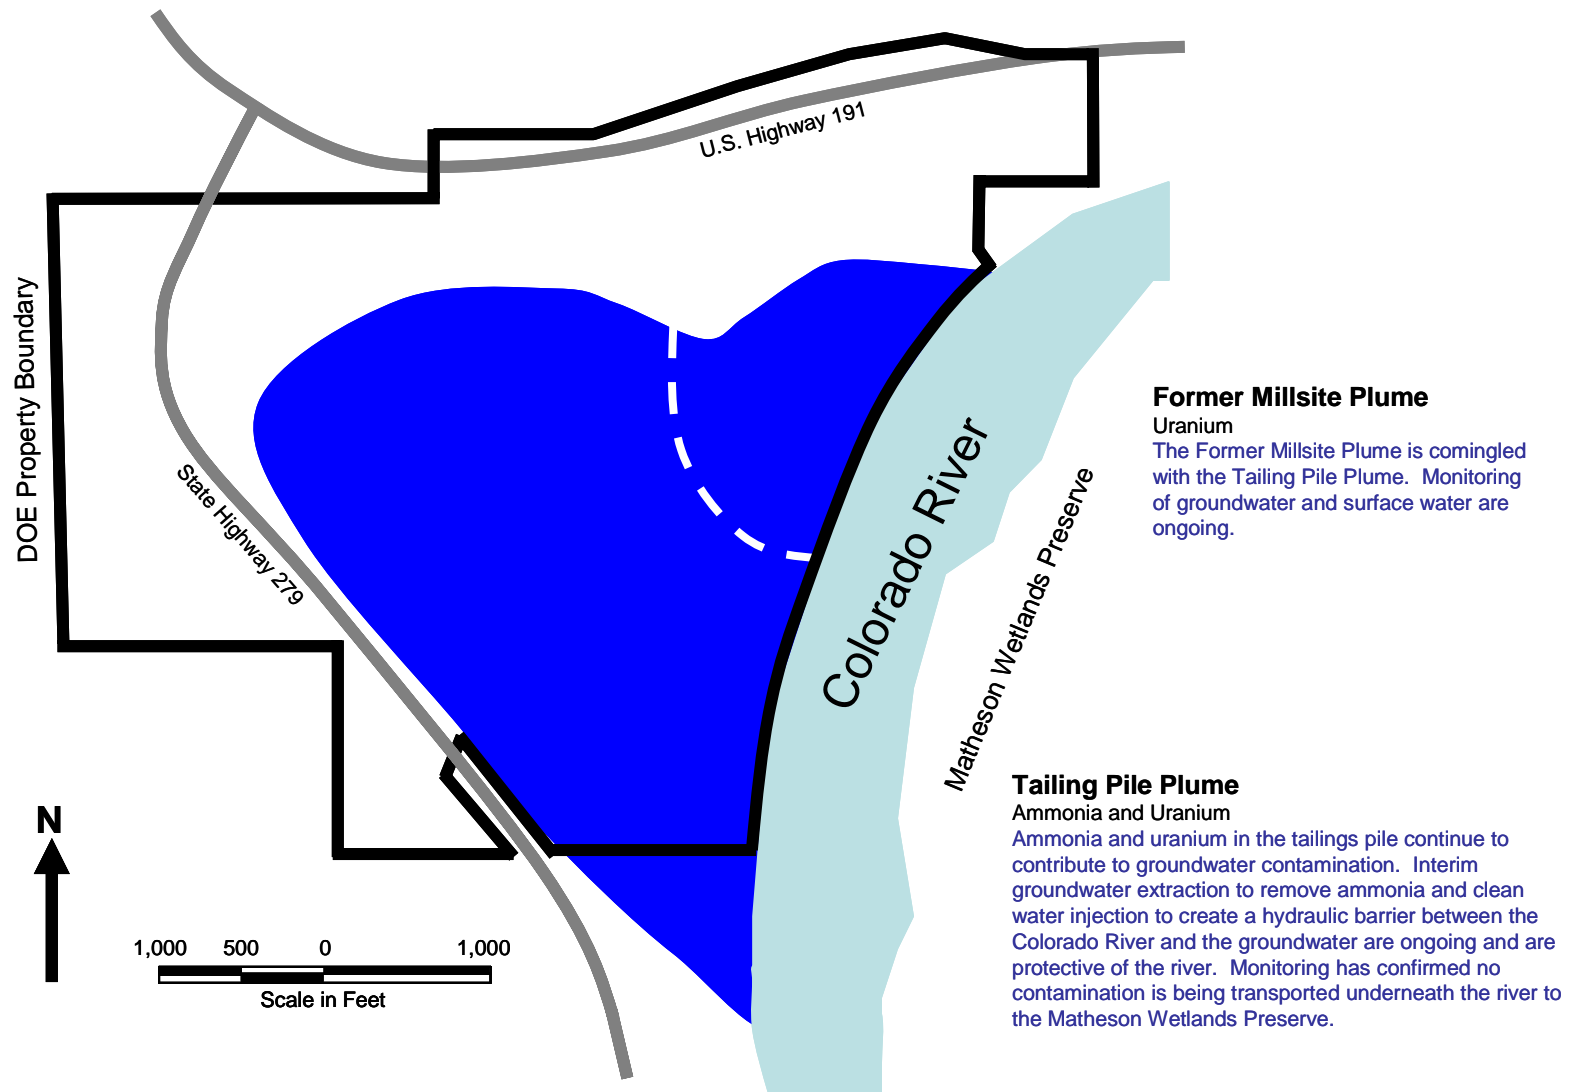 U.S. Highway 191
DOE Property Boundary
State Highway 279
Colorado River
Matheson Wetlands Preserve
Former Millsite Plume
Uranium
The Former Millsite Plume is comingled
with the Tailing Pile Plume.  Monitoring
of groundwater and surface water are
ongoing.
Tailing Pile Plume
Ammonia and Uranium
Ammonia and uranium in the tailings pile continue to
contribute to groundwater contamination.  Interim
groundwater extraction to remove ammonia and clean
water injection to create a hydraulic barrier between the
Colorado River and the groundwater are ongoing and are
protective of the river.  Monitoring has confirmed no
contamination is being transported underneath the river to
the Matheson Wetlands Preserve.
N
1,000 500 0 1,000
Scale in Feet